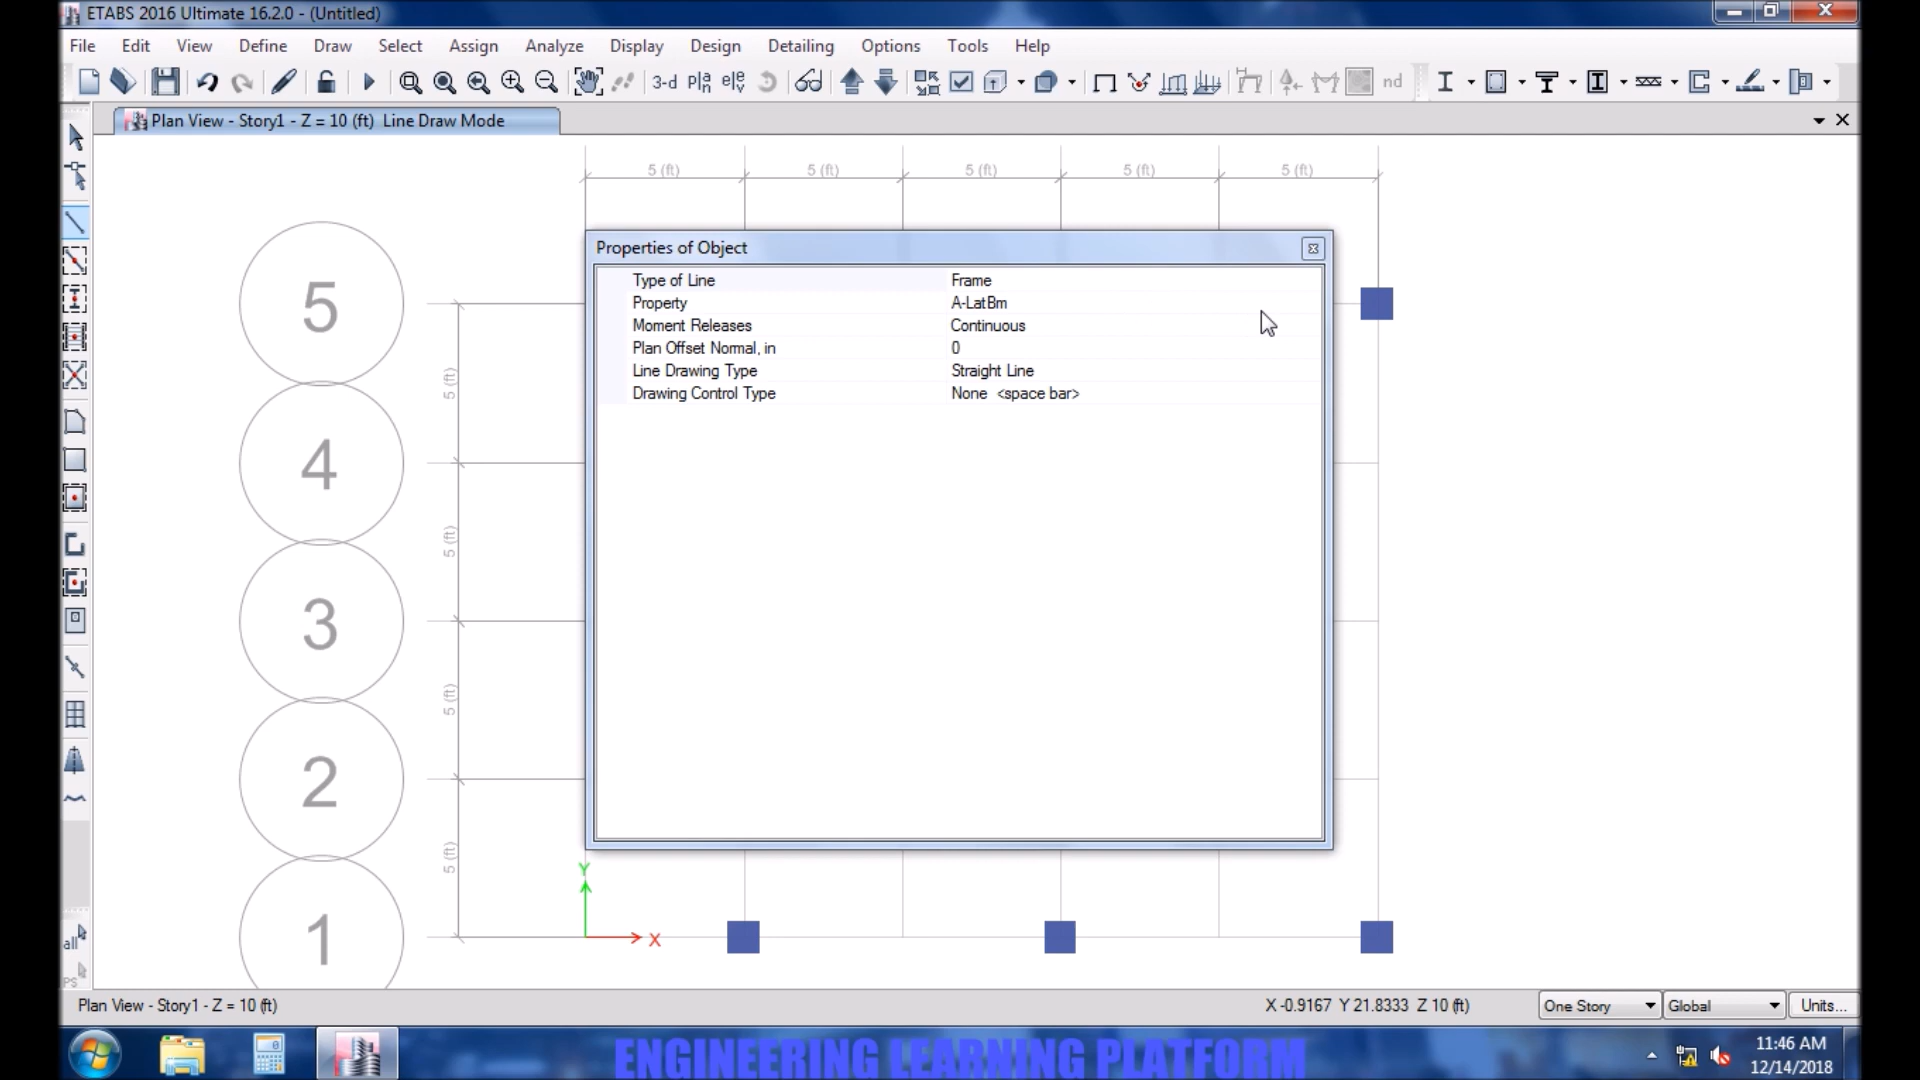 ETABS 2016 Ultimate 16.2.0 - (Untitled)
File Edit View Define Draw Select Assign Analyze Display Design Detailing Options Tools Help
3-d nd
Plan View - Story1 - Z = 10 (ft) Line Draw Mode
5 (ft) 5 (ft) 5 (ft) 5 (ft) 5 (ft)
Properties of Object
Type of Line Frame
Property A-LatBm
Moment Releases Continuous
Plan Offset Normal, in 0
Line Drawing Type Straight Line
Drawing Control Type None <space bar>
5
5 (ft)
4
5 (ft)
3
5 (ft)
2
5 (ft)
1
Y
X
all
PS
Plan View - Story1 - Z = 10 (ft)
X -0.9167 Y 21.8333 Z 10 (ft)
One Story Global Units...
ENGINEERING LEARNING PLATFORM
11:46 AM
12/14/2018